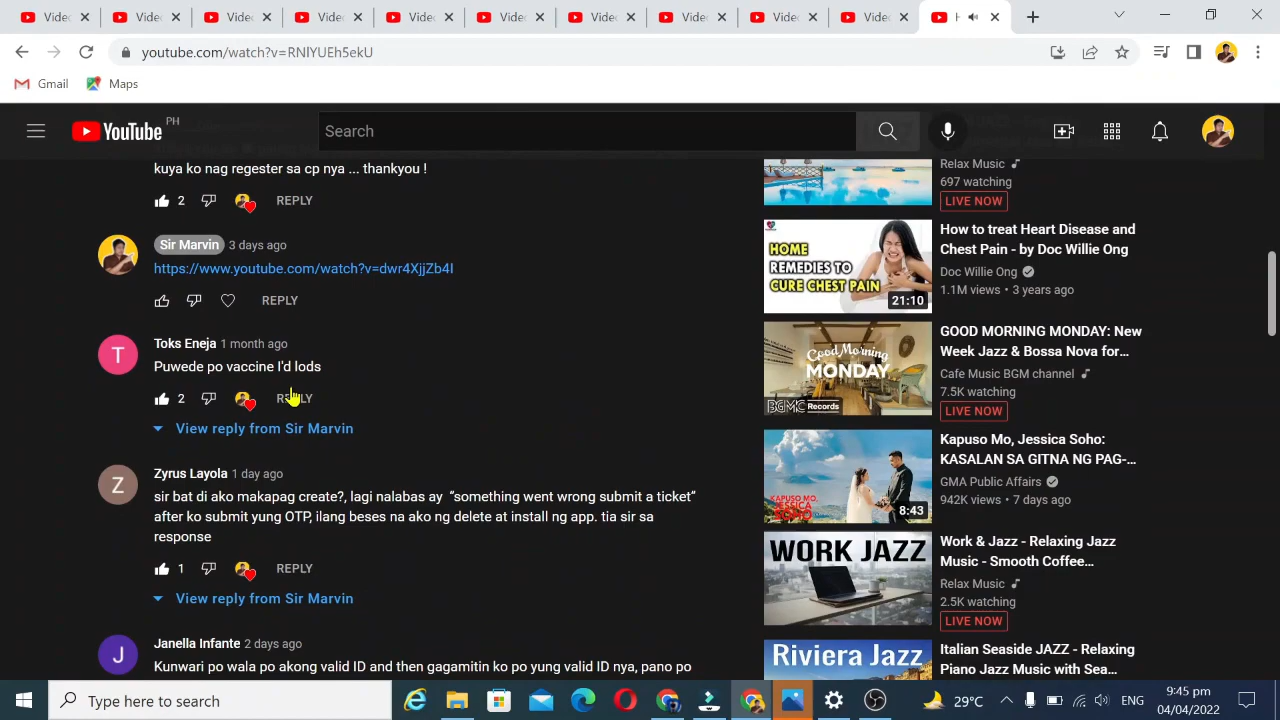 Video
Video
Video
Video
Video
Video
Video
Video
Video
Video
youtube.com/watch?v=RNlYUEh5ekU
Gmail
Maps
YouTube PH
Search
kuya ko nag regester sa cp nya ... thankyou !
2
REPLY
Sir Marvin 3 days ago
https://www.youtube.com/watch?v=dwr4XjjZb4I
REPLY
Toks Eneja 1 month ago
Puwede po vaccine I'd lods
2
REPLY
View reply from Sir Marvin
Zyrus Layola 1 day ago
sir bat di ako makapag create?, lagi nalabas ay “something went wrong submit a ticket”
after ko submit yung OTP, ilang beses na ako ng delete at install ng app. tia sir sa
response
1
REPLY
View reply from Sir Marvin
Janella Infante 2 days ago
Kunwari po wala po akong valid ID and then gagamitin ko po yung valid ID nya, pano po
Relax Music
697 watching
LIVE NOW
HOME
REMEDIES TO
CURE CHEST PAIN
21:10
How to treat Heart Disease and
Chest Pain - by Doc Willie Ong
Doc Willie Ong
1.1M views • 3 years ago
Good Morning
MONDAY
BGMC Records
GOOD MORNING MONDAY: New
Week Jazz & Bossa Nova for...
Cafe Music BGM channel
7.5K watching
LIVE NOW
KAPUSO MO,
JESSICA
SOHO
8:43
Kapuso Mo, Jessica Soho:
KASALAN SA GITNA NG PAG-...
GMA Public Affairs
942K views • 7 days ago
WORK JAZZ
Work & Jazz - Relaxing Jazz
Music - Smooth Coffee...
Relax Music
2.5K watching
LIVE NOW
Riviera Jazz
Italian Seaside JAZZ - Relaxing
Piano Jazz Music with Sea...
Type here to search
29°C
ENG
9:45 pm
04/04/2022